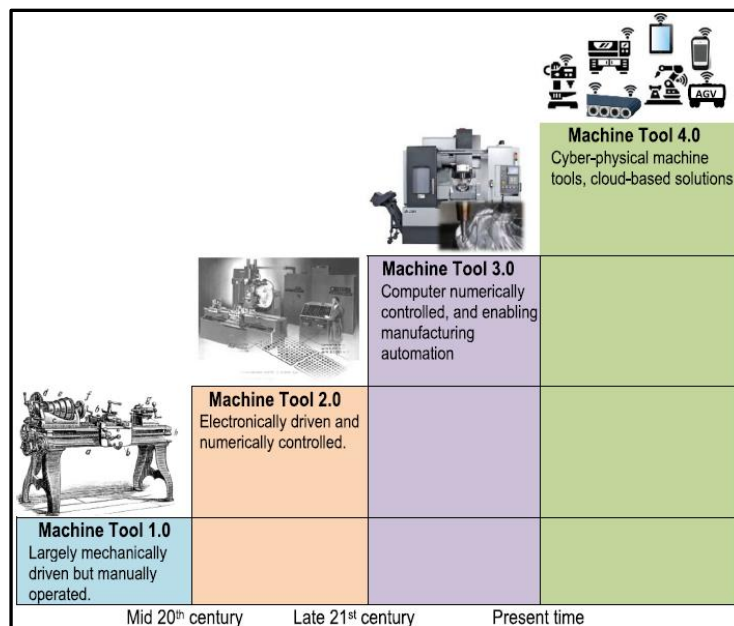 AGV
Machine Tool 4.0
Cyber-physical machine
tools, cloud-based solutions
Machine Tool 3.0
Computer numerically
controlled, and enabling
manufacturing
automation
Machine Tool 2.0
Electronically driven and
numerically controlled.
Machine Tool 1.0
Largely mechanically
driven but manually
operated.
Mid 20th century Late 21st century Present time